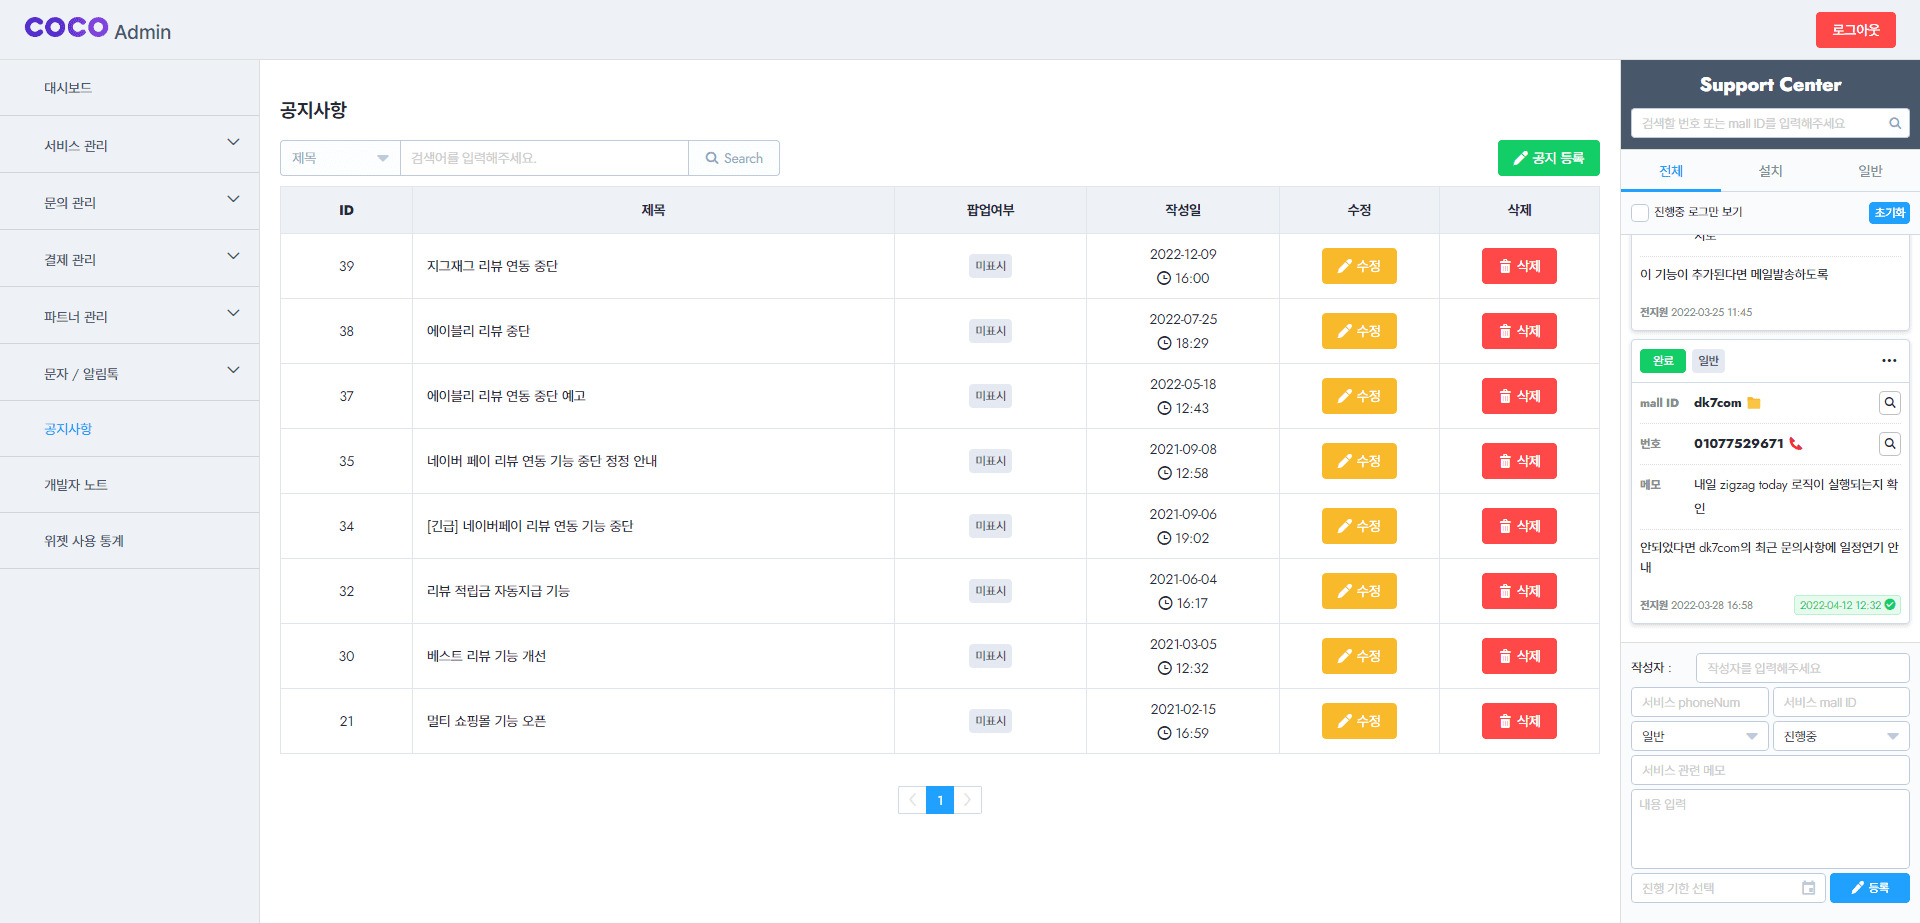 COCO Admin
로그아웃
대시보드
서비스 관리
문의 관리
결제 관리
파트너 관리
문자 / 알림톡
공지사항
개발자 노트
위젯 사용 통계
공지사항
제목
검색어를 입력해주세요.
Search
공지 등록
ID 제목 팝업여부 작성일 수정 삭제
39 지그재그 리뷰 연동 중단 미표시 2022-12-09 16:00 수정 삭제
38 에이블리 리뷰 중단 미표시 2022-07-25 18:29 수정 삭제
37 에이블리 리뷰 연동 중단 예고 미표시 2022-05-18 12:43 수정 삭제
35 네이버 페이 리뷰 연동 기능 중단 정정 안내 미표시 2021-09-08 12:58 수정 삭제
34 [긴급] 네이버페이 리뷰 연동 기능 중단 미표시 2021-09-06 19:02 수정 삭제
32 리뷰 적립금 자동지급 기능 미표시 2021-06-04 16:17 수정 삭제
30 베스트 리뷰 기능 개선 미표시 2021-03-05 12:32 수정 삭제
21 멀티 쇼핑몰 기능 오픈 미표시 2021-02-15 16:59 수정 삭제
1
Support Center
검색할 번호 또는 mall ID를 입력해주세요
전체 설치 일반
진행중 로그만 보기 초기화
이 기능이 추가된다면 메일발송하도록
전지원 2022-03-25 11:45
완료 일반
mall ID dk7com
번호 01077529671
메모 내일 zigzag today 로직이 실행되는지 확
인
안되었다면 dk7com의 최근 문의사항에 일정연기 안
내
전지원 2022-03-28 16:58 2022-04-12 12:32
작성자 : 작성자를 입력해주세요
서비스 phoneNum 서비스 mall ID
일반 진행중
서비스 관련 메모
내용 입력
진행 기한 선택 등록